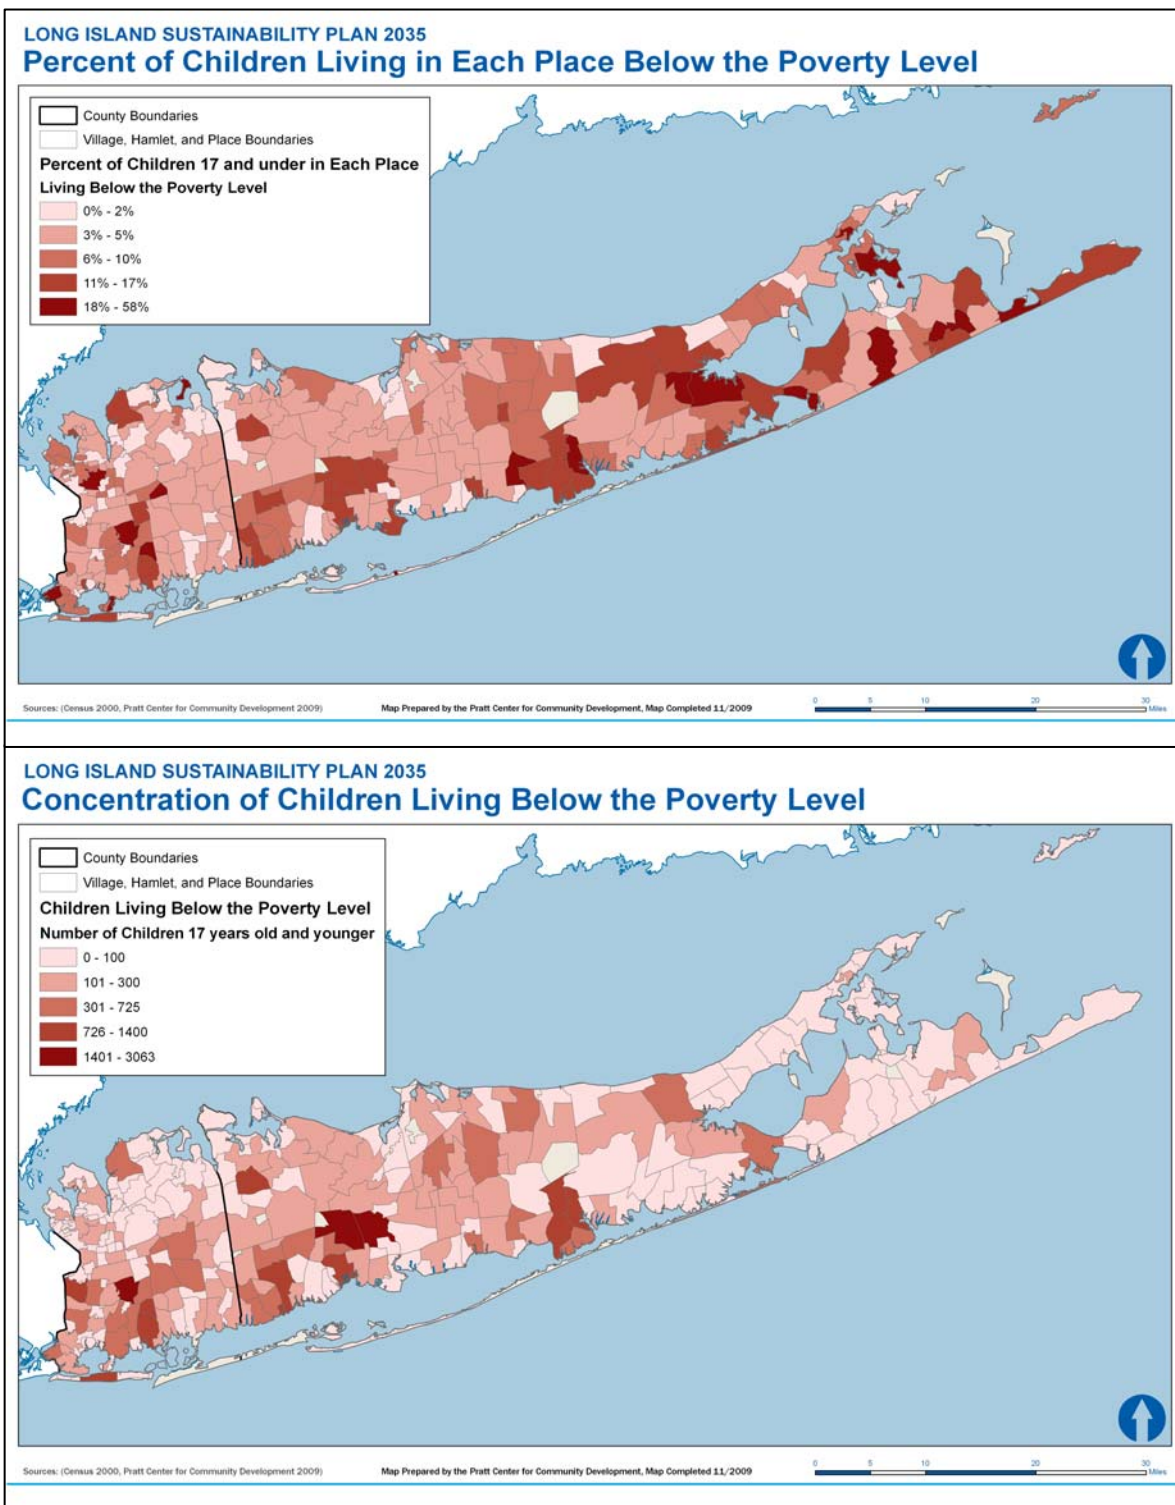 LONG ISLAND SUSTAINABILITY PLAN 2035
Percent of Children Living in Each Place Below the Poverty Level
County Boundaries
Village, Hamlet, and Place Boundaries
Percent of Children 17 and under in Each Place
Living Below the Poverty Level
0% - 2%
3% - 5%
6% - 10%
11% - 17%
18% - 58%
Sources: (Census 2000, Pratt Center for Community Development 2009)
Map Prepared by the Pratt Center for Community Development, Map Completed 11/2009
0 5 10 20 30
Miles
LONG ISLAND SUSTAINABILITY PLAN 2035
Concentration of Children Living Below the Poverty Level
County Boundaries
Village, Hamlet, and Place Boundaries
Children Living Below the Poverty Level
Number of Children 17 years old and younger
0 - 100
101 - 300
301 - 725
726 - 1400
1401 - 3063
Sources: (Census 2000, Pratt Center for Community Development 2009)
Map Prepared by the Pratt Center for Community Development, Map Completed 11/2009
0 5 10 20 30
Miles